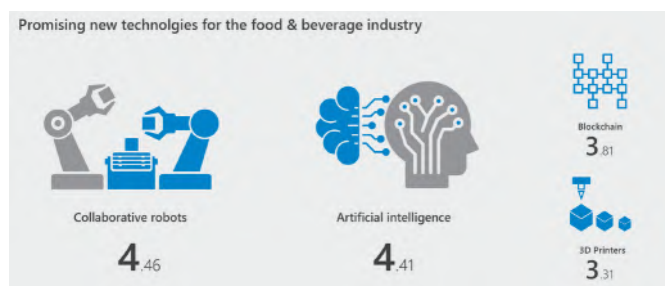 Promising new technolgies for the food & beverage industry
Collaborative robots
4.46
Artificial intelligence
4.41
Blockchain
3.81
3D Printers
3.31